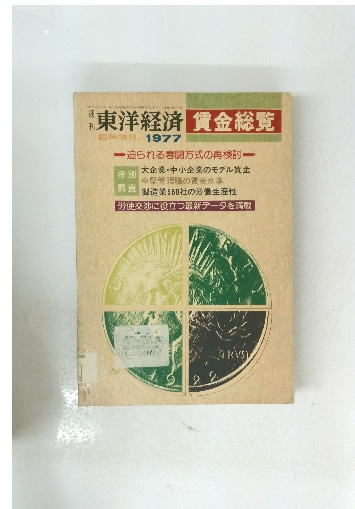 週刊 東洋経済 賃金総覧
臨時増刊 1977
迫られる春闘方式の再検討
特別調査
大企業・中小企業のモデル賃金
中堅管理職の賃金水準
製造業560社の労働生産性
労使交渉に役立つ最新データを満載